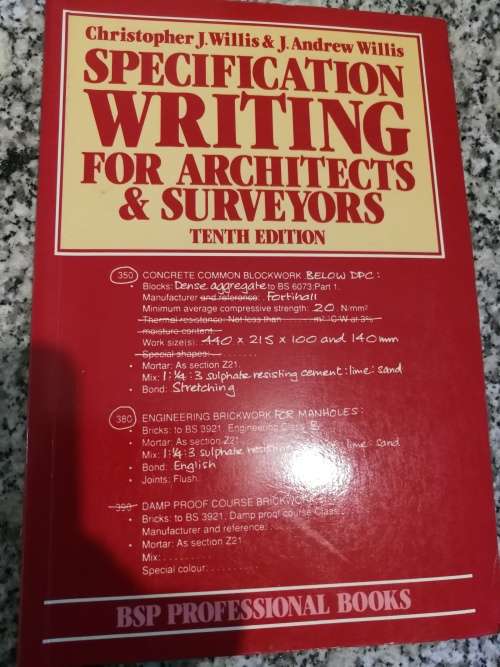 Christopher J. Willis & J. Andrew Willis
SPECIFICATION
WRITING
FOR ARCHITECTS
& SURVEYORS
TENTH EDITION
350 CONCRETE COMMON BLOCKWORK BELOW DPC:
• Blocks: Dense aggregate to BS 6073:Part 1.
Manufacturer and reference: Fortihall
Minimum average compressive strength: 20 N/mm²
Thermal resistance: Not less than ...... m² °C/W at 3%
moisture content.
Work size(s): 440 x 215 x 100 and 140 mm
Special shapes: .......
• Mortar: As section Z21
Mix: 1:¼:3 sulphate resisting cement:lime:sand
• Bond: Stretching
380 ENGINEERING BRICKWORK FOR MANHOLES:
• Bricks: to BS 3921, Engineering Class B
• Mortar: As section Z21
Mix: 1:¼:3 sulphate resisting lime:sand
• Bond: English
• Joints: Flush
390 DAMP PROOF COURSE BRICKWORK
• Bricks: to BS 3921, Damp proof course Class
Manufacturer and reference:
• Mortar: As section Z21.
Mix: ........
Special colour: ........
BSP PROFESSIONAL BOOKS